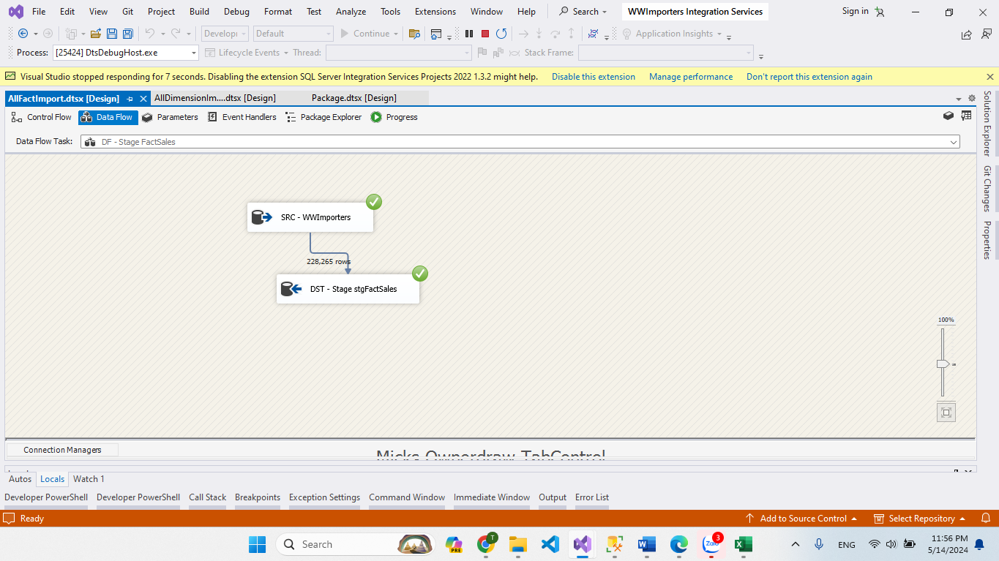 File Edit View Git Project Build Debug Format Test Analyze Tools Extensions Window Help Search WWImporters Integration Services Sign in
Developı Default Continue Application Insights
Process: [25424] DtsDebugHost.exe Lifecycle Events Thread: Stack Frame:
Visual Studio stopped responding for 7 seconds. Disabling the extension SQL Server Integration Services Projects 2022 1.3.2 might help. Disable this extension Manage performance Don't report this extension again
AllFactImport.dtsx [Design] AllDimensionIm....dtsx [Design] Package.dtsx [Design]
Control Flow Data Flow Parameters Event Handlers Package Explorer Progress
Data Flow Task: DF - Stage FactSales
SRC - WWImporters
228,265 rows
DST - Stage stgFactSales
100%
Solution Explorer
Git Changes
Properties
Connection Managers
Micks Ownerdraw TabControl
Autos Locals Watch 1
Developer PowerShell Developer PowerShell Call Stack Breakpoints Exception Settings Command Window Immediate Window Output Error List
Ready Add to Source Control Select Repository
Search PRE T Zalo 3 ENG 11:56 PM
5/14/2024